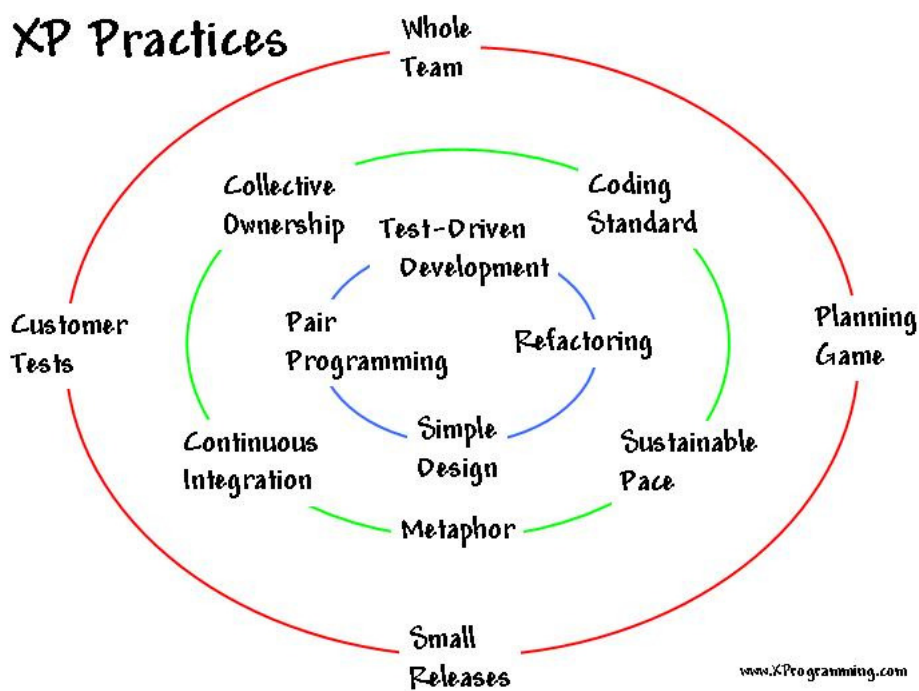 XP Practices
Whole
Team
Collective
Ownership
Coding
Standard
Test-Driven
Development
Customer
Tests
Pair
Programming
Refactoring
Planning
Game
Continuous
Integration
Simple
Design
Sustainable
Pace
Metaphor
Small
Releases
www.XProgramming.com